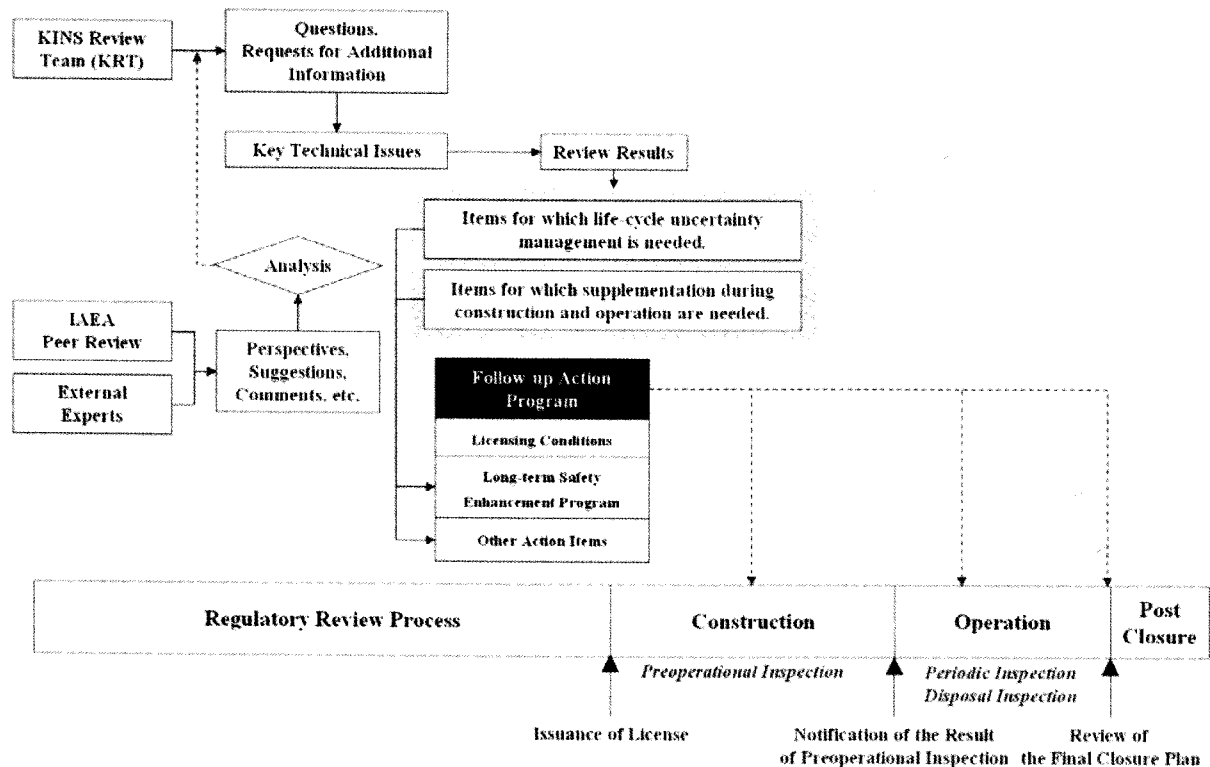 KINS Review
Team (KRT)
Questions.
Requests for Additional
Information
Key Technical Issues
Review Results
Items for which life-cycle uncertainty
management is needed.
Items for which supplementation during
construction and operation are needed.
Analysis
IAEA
Peer Review
External
Experts
Perspectives,
Suggestions,
Comments, etc.
Follow up Action
Program
Licensing Conditions
Long-term Safety
Enhancement Program
Other Action Items
Regulatory Review Process
Construction
Operation
Post
Closure
Preoperational Inspection
Periodic Inspection
Disposal Inspection
Issuance of License
Notification of the Result
of Preoperational Inspection
Review of
the Final Closure Plan